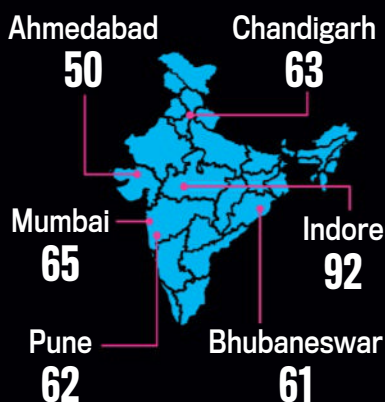 Ahmedabad
50
Chandigarh
63
Mumbai
65
Indore
92
Pune
62
Bhubaneswar
61